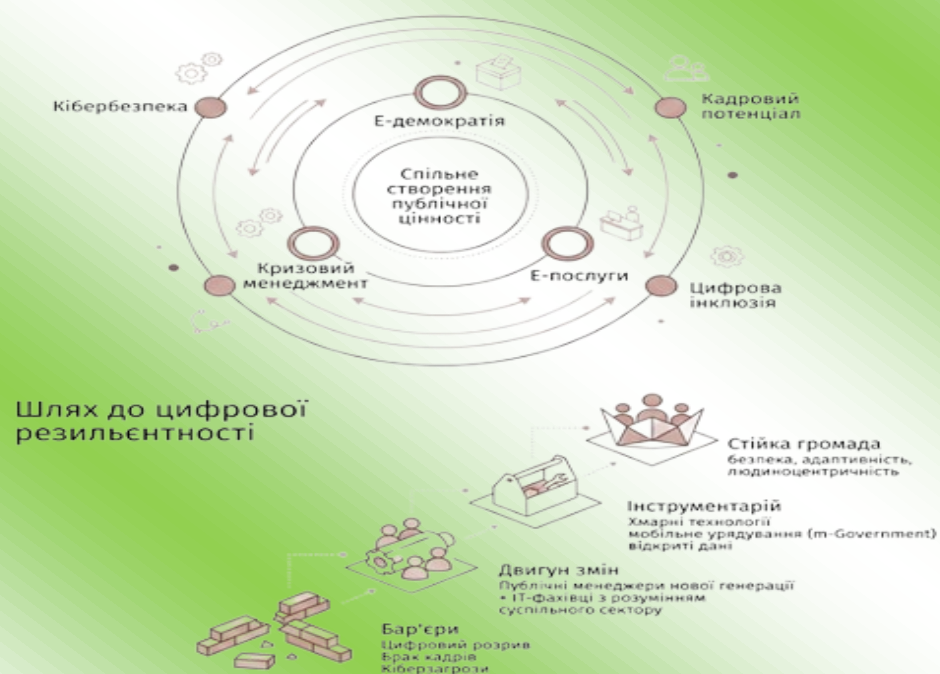 Кібербезпека
Е-демократія
Кадровий
потенціал
Спільне
створення
публічної
цінності
Кризовий
менеджмент
Е-послуги
Цифрова
інклюзія
Шлях до цифрової
резильєнтності
Стійка громада
безпека, адаптивність,
людиноцентричність
Інструментарій
Хмарні технології
мобільне урядування (m-Government)
відкриті дані
Двигун змін
Публічні менеджери нової генерації
+ ІТ-фахівці з розумінням
суспільного сектору
Бар'єри
Цифровий розрив
Брак кадрів
Кіберзагрози